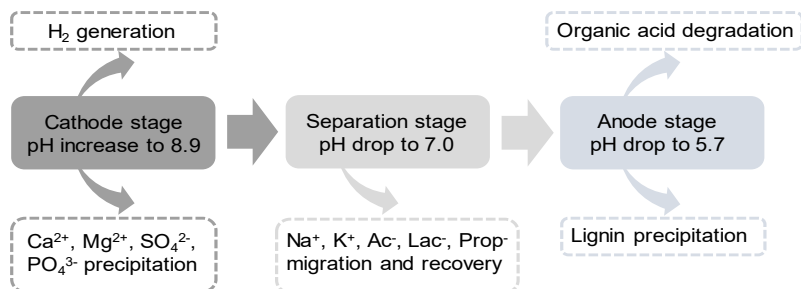 H₂ generation
Organic acid degradation
Cathode stage
pH increase to 8.9
Separation stage
pH drop to 7.0
Anode stage
pH drop to 5.7
Ca²⁺, Mg²⁺, SO₄²⁻,
PO₄³⁻ precipitation
Na⁺, K⁺, Ac⁻, Lac⁻, Prop⁻
migration and recovery
Lignin precipitation